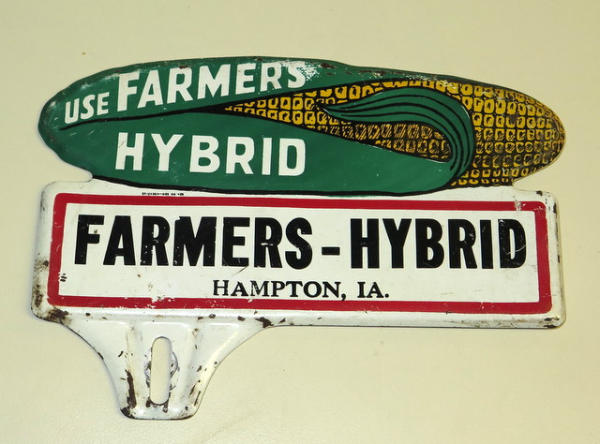 USE FARMERS
HYBRID
FARMERS-HYBRID
HAMPTON, IA.